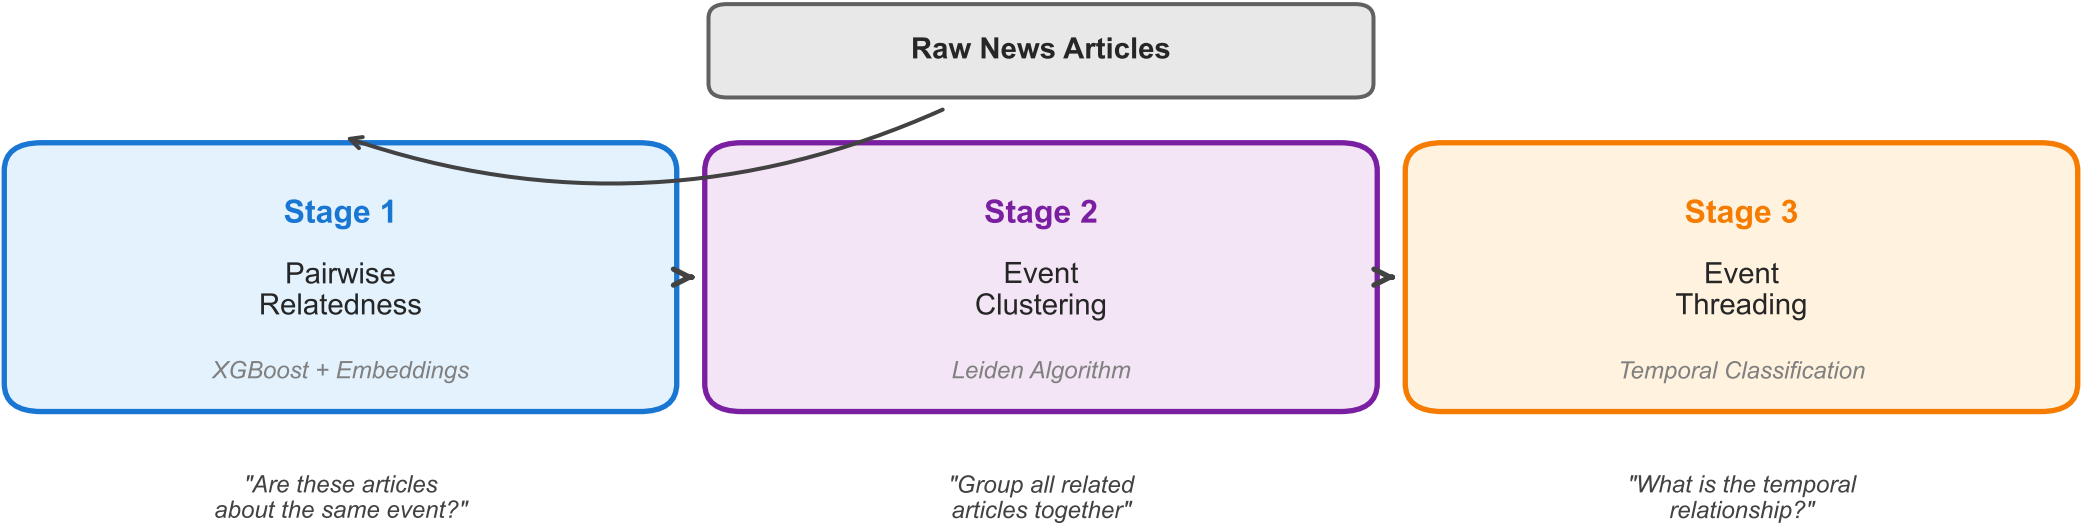 Raw News Articles
Stage 1
Pairwise
Relatedness
XGBoost + Embeddings
"Are these articles
about the same event?"
Stage 2
Event
Clustering
Leiden Algorithm
"Group all related
articles together"
Stage 3
Event
Threading
Temporal Classification
"What is the temporal
relationship?"